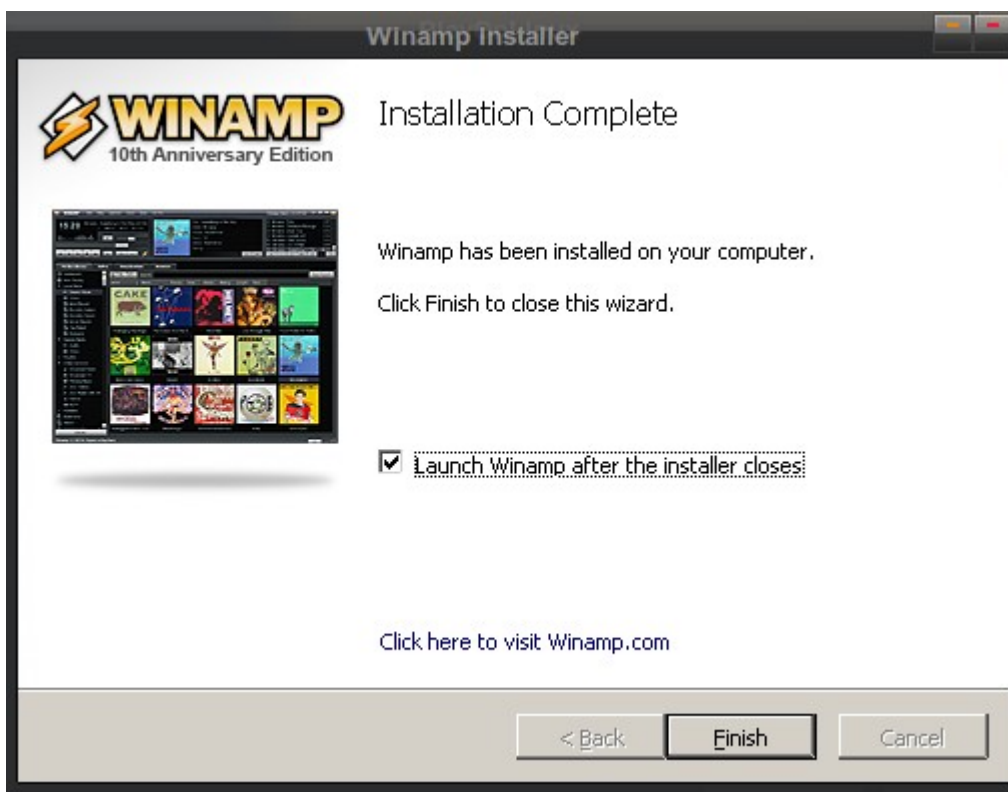 Winamp Installer
WINAMP
10th Anniversary Edition
Installation Complete
CAKE
Winamp has been installed on your computer.
Click Finish to close this wizard.
Launch Winamp after the installer closes
Click here to visit Winamp.com
< Back
Finish
Cancel